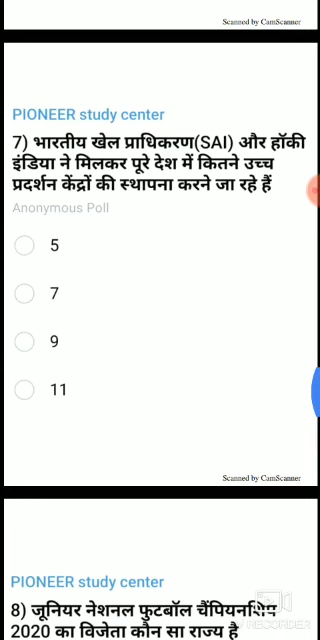 Scanned by CamScanner
PIONEER study center
7) भारतीय खेल प्राधिकरण(SAI) और हॉकी
इंडिया ने मिलकर पूरे देश में कितने उच्च
प्रदर्शन केंद्रों की स्थापना करने जा रहे हैं
Anonymous Poll
5
7
9
11
Scanned by CamScanner
PIONEER study center
8) जूनियर नेशनल फुटबॉल चैंपियनशिप
2020 का विजेता कौन सा राज्य है
RECORDER